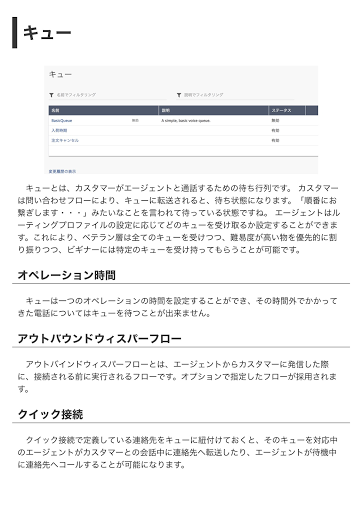 キュー
キュー
名前でフィルタリング 説明でフィルタリング
名前 説明 ステータス
BasicQueue A simple, basic voice queue. 有効
入荷時期 有効
注文キャンセル 有効
変更履歴の表示
キューとは、カスタマーがエージェントと通話するための待ち行列です。 カスタマー
は問い合わせフローにより、キューに転送されると、待ち状態になります。「順番にお
繋ぎします・・・」みたいなことを言われて待っている状態ですね。 エージェントはル
ーティングプロファイルの設定に応じてどのキューを受け取るか設定することができま
す。これにより、ベテラン層は全てのキューを受けつつ、難易度が高い物を優先的に割
り振りつつ、ビギナーには特定のキューを受け持ってもらうことが可能です。
オペレーション時間
キューは一つのオペレーションの時間を設定することができ、その時間外でかかって
きた電話についてはキューを待つことが出来ません。
アウトバウンドウィスパーフロー
アウトバインドウィスパーフローとは、エージェントからカスタマーに発信した際
に、接続される前に実行されるフローです。オプションで指定したフローが採用されま
す。
クイック接続
クイック接続で定義している連絡先をキューに紐付けておくと、そのキューを対応中
のエージェントがカスタマーとの会話中に連絡先へ転送したり、エージェントが待機中
に連絡先へコールすることが可能になります。